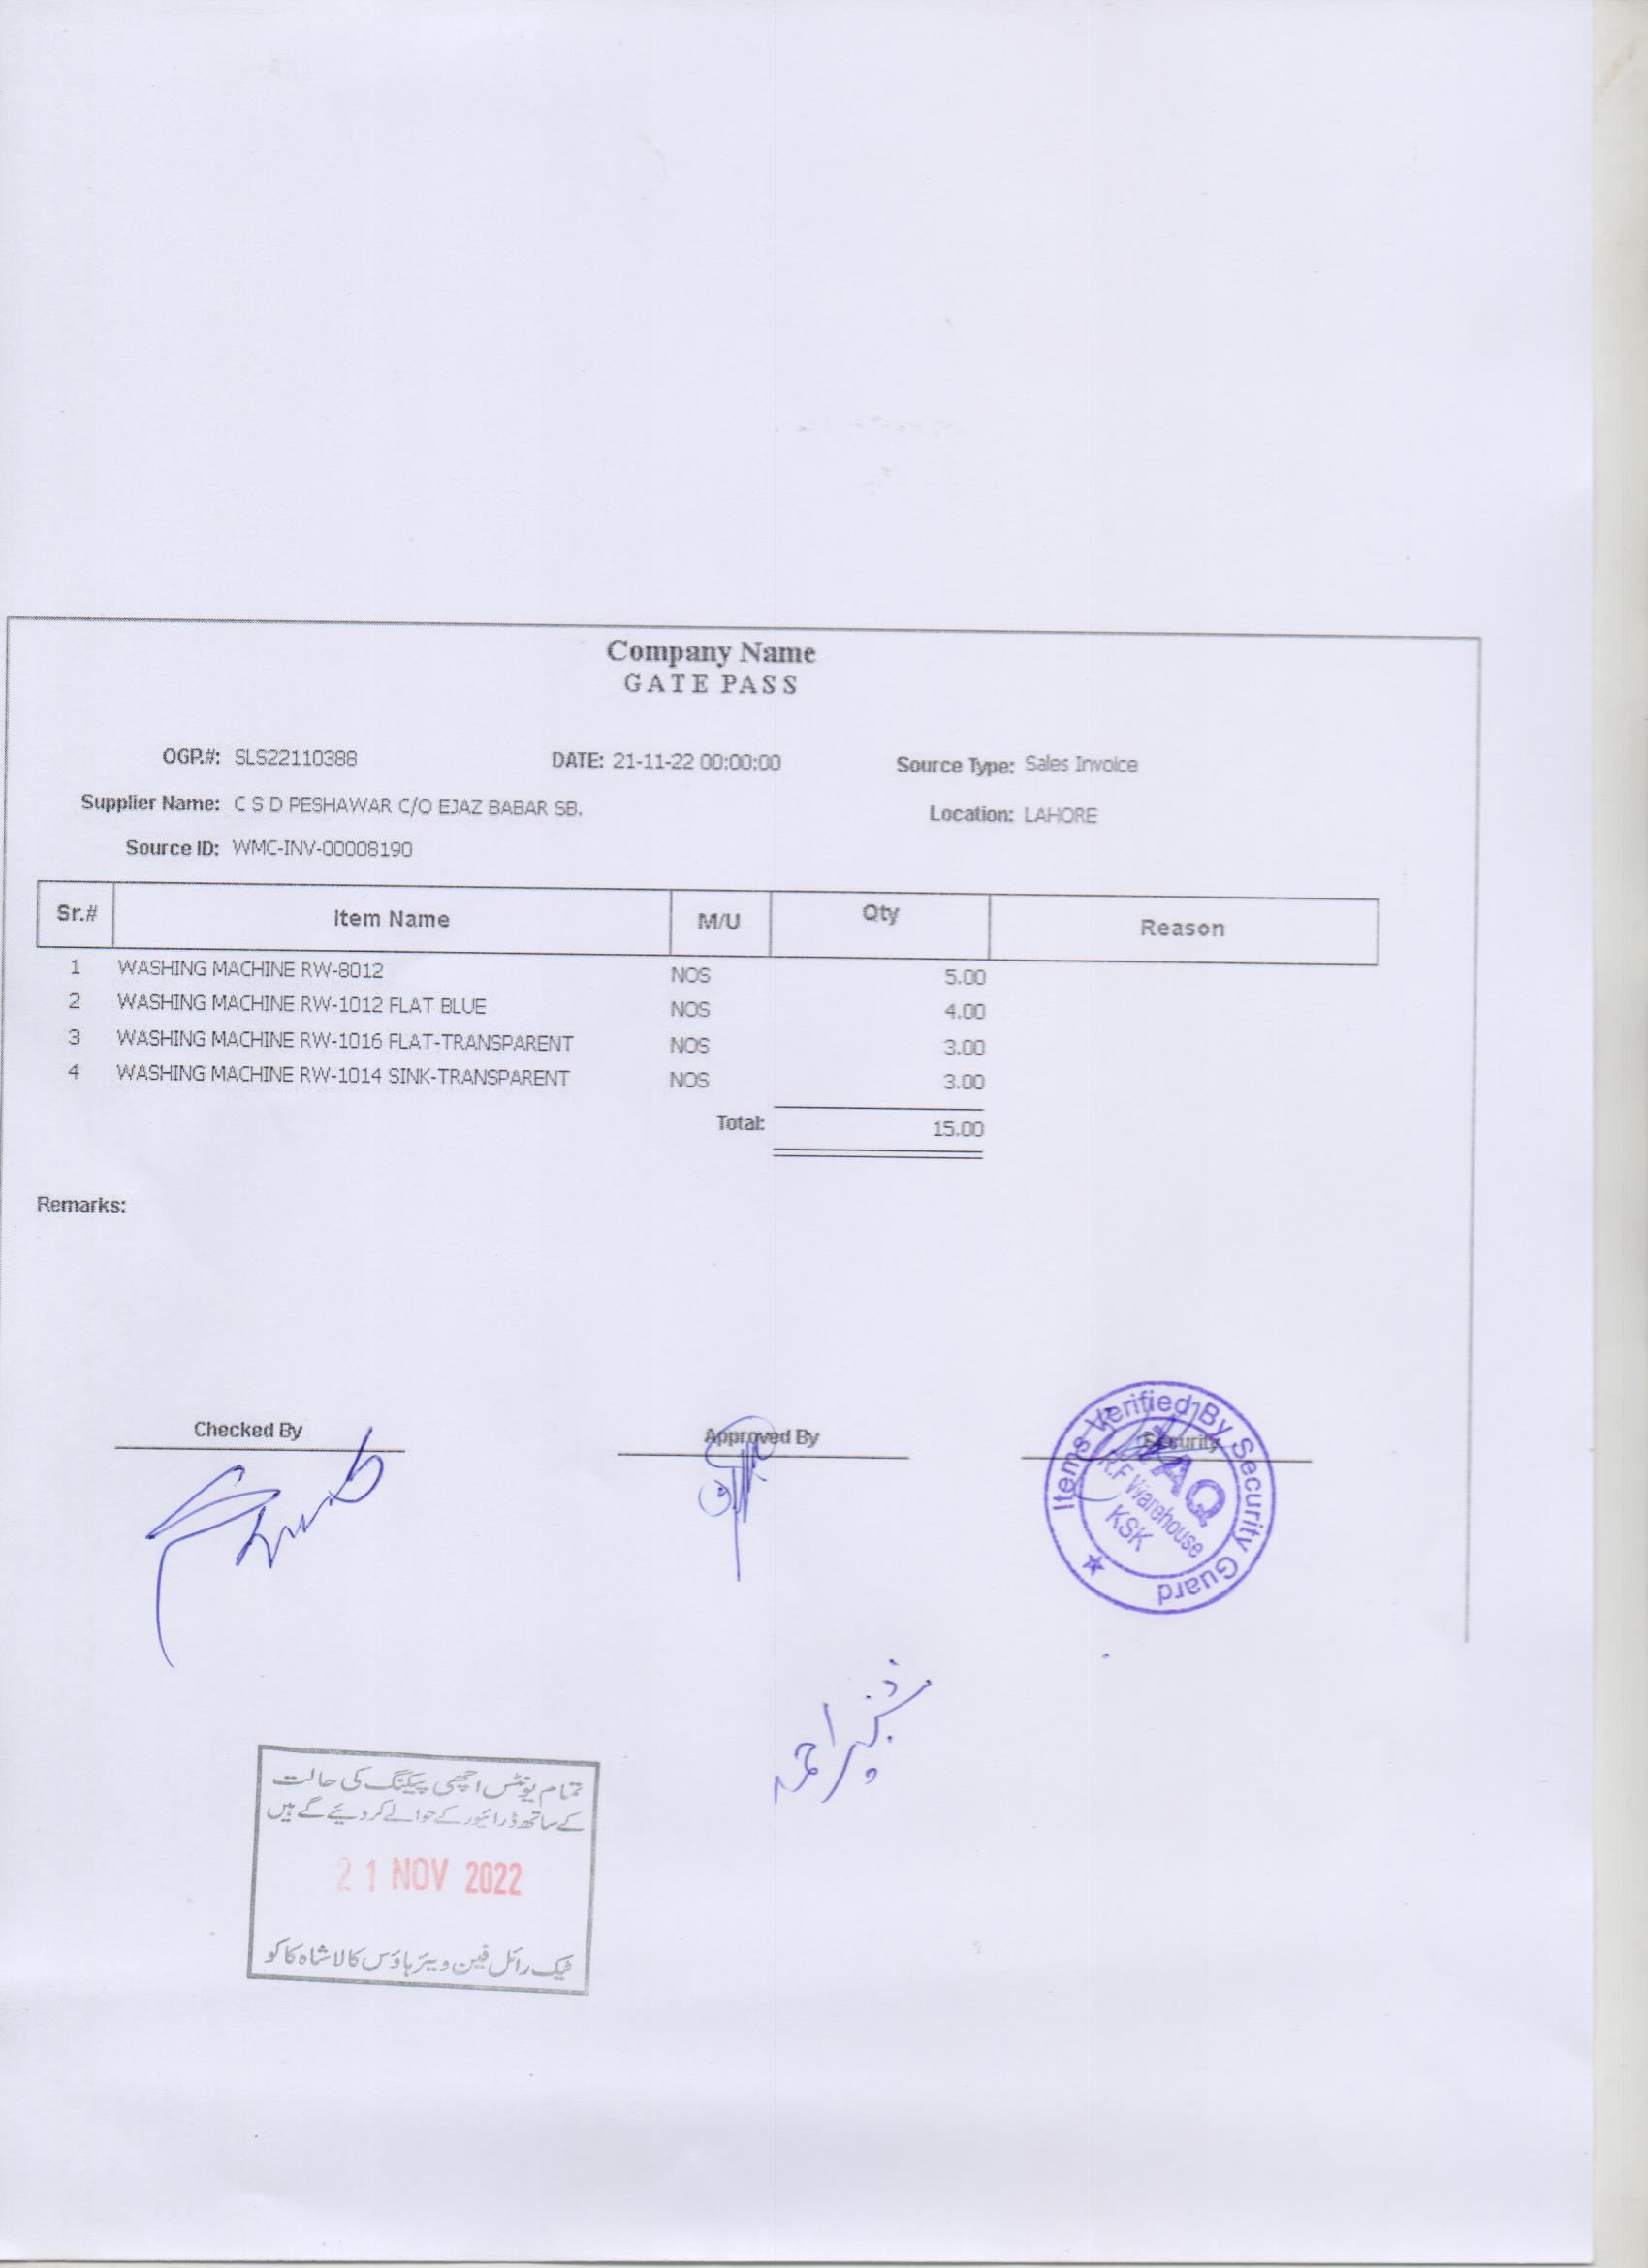 Company Name
GATE PASS
OGP.#: SLS22110388 DATE: 21-11-22 00:00:00 Source Type: Sales Invoice
Supplier Name: C S D PESHAWAR C/O EJAZ BABAR SB. Location: LAHORE
Source ID: WMC-INV-00008190
Sr.# Item Name M/U Qty Reason
1 WASHING MACHINE RW-8012 NOS 5.00
2 WASHING MACHINE RW-1012 FLAT BLUE NOS 4.00
3 WASHING MACHINE RW-1016 FLAT-TRANSPARENT NOS 3.00
4 WASHING MACHINE RW-1014 SINK-TRANSPARENT NOS 3.00
Total: 15.00
Remarks:
Checked By Approved By Security
Items Verified By Security Guard
R.F Warehouse
KSK
شبیر احمد
تمام یونٹس اچھی پیکنگ کی حالت
کے ساتھ ڈرائیور کے حوالے کر دیئے گے ہیں
21 NOV 2022
ٹیک رائل فین ویئر ہاؤس کالا شاہ کاکو